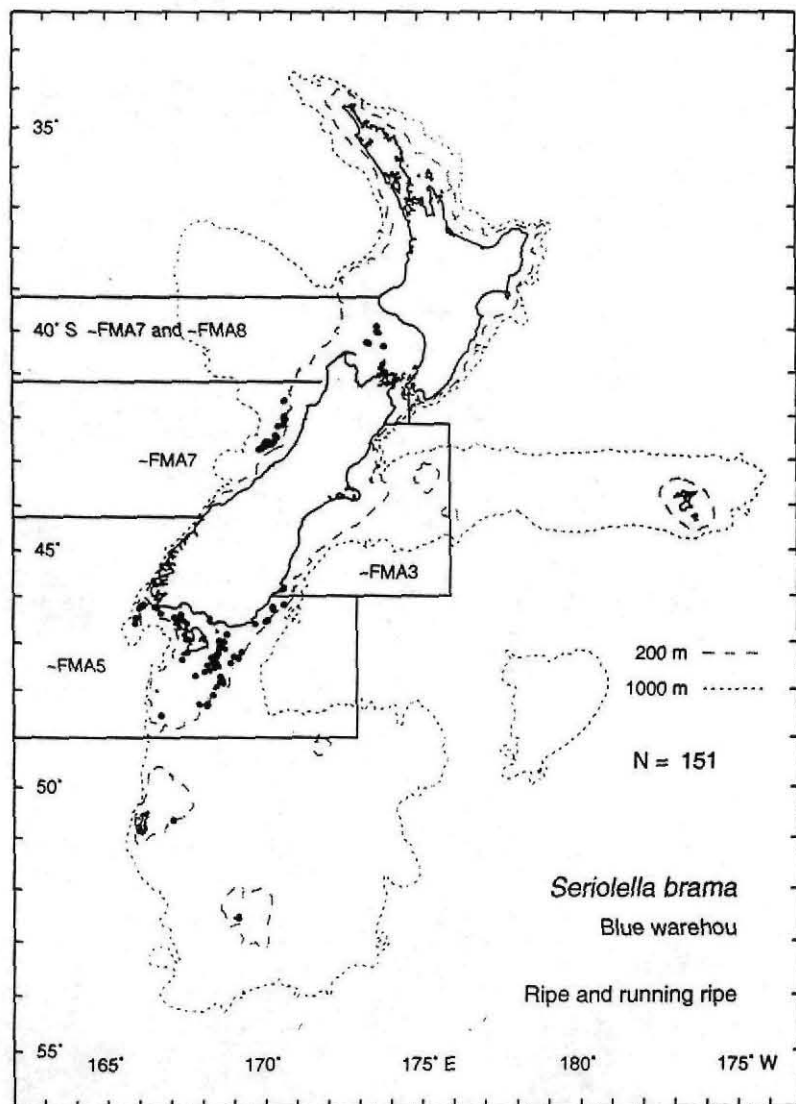 35°
40° S ~FMA7 and ~FMA8
~FMA7
45°
~FMA3
~FMA5
200 m
1000 m
N = 151
50°
Seriolella brama
Blue warehou
Ripe and running ripe
55°
165° 170° 175° E 180° 175° W